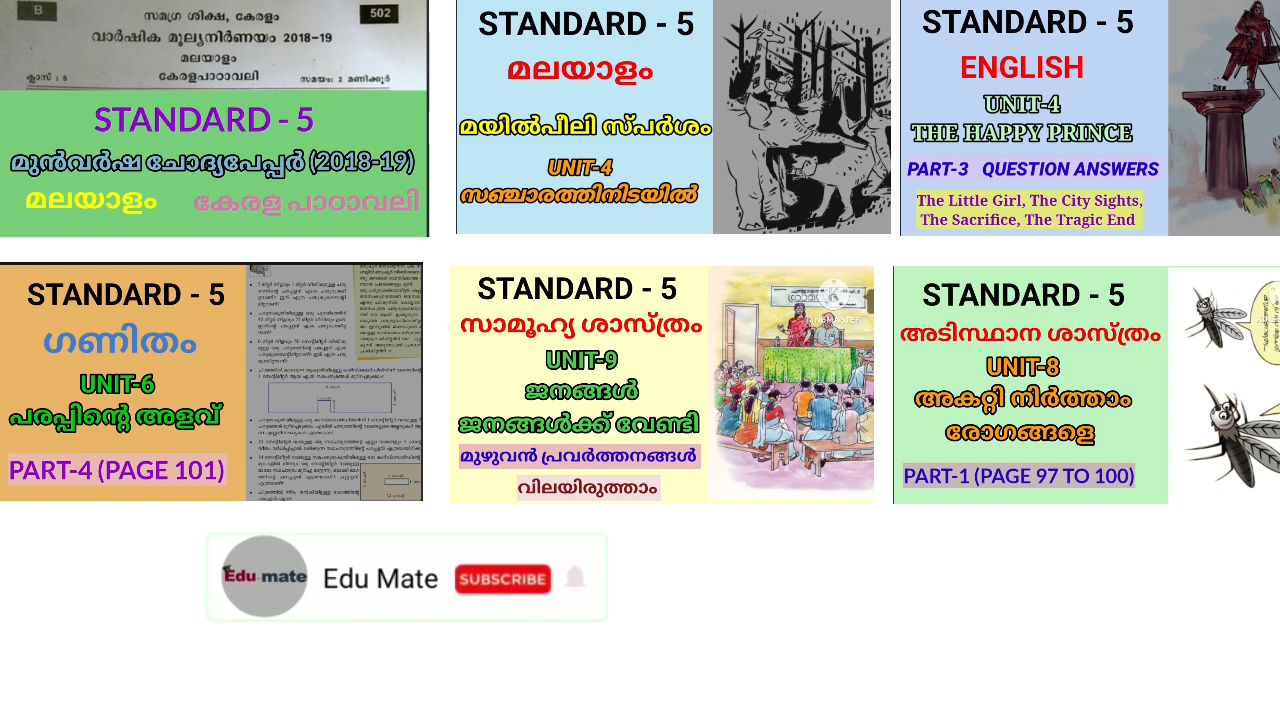 B
502
സമഗ്ര ശിക്ഷ, കേരളം
വാർഷിക മൂല്യനിർണയം 2018-19
മലയാളം
ക്ലാസ് : 5
കേരളപാഠാവലി
സമയം: 2 മണിക്കൂർ
STANDARD - 5
മുൻവർഷ ചോദ്യപേപ്പർ (2018-19)
മലയാളം
കേരള പാഠാവലി
STANDARD - 5
മലയാളം
മയിൽപീലി സ്പർശം
UNIT-4
സഞ്ചാരത്തിനിടയിൽ
STANDARD - 5
ENGLISH
UNIT-4
THE HAPPY PRINCE
PART-3 QUESTION ANSWERS
The Little Girl, The City Sights,
The Sacrifice, The Tragic End
STANDARD - 5
ഗണിതം
UNIT-6
പരപ്പിന്റെ അളവ്
PART-4 (PAGE 101)
STANDARD - 5
സാമൂഹ്യ ശാസ്ത്രം
UNIT-9
ജനങ്ങൾ
ജനങ്ങൾക്ക് വേണ്ടി
മുഴുവൻ പ്രവർത്തനങ്ങൾ
വിലയിരുത്താം
STANDARD - 5
അടിസ്ഥാന ശാസ്ത്രം
UNIT-8
അകറ്റി നിർത്താം
രോഗങ്ങളെ
PART-1 (PAGE 97 TO 100)
Edu-mate
Edu Mate
SUBSCRIBE